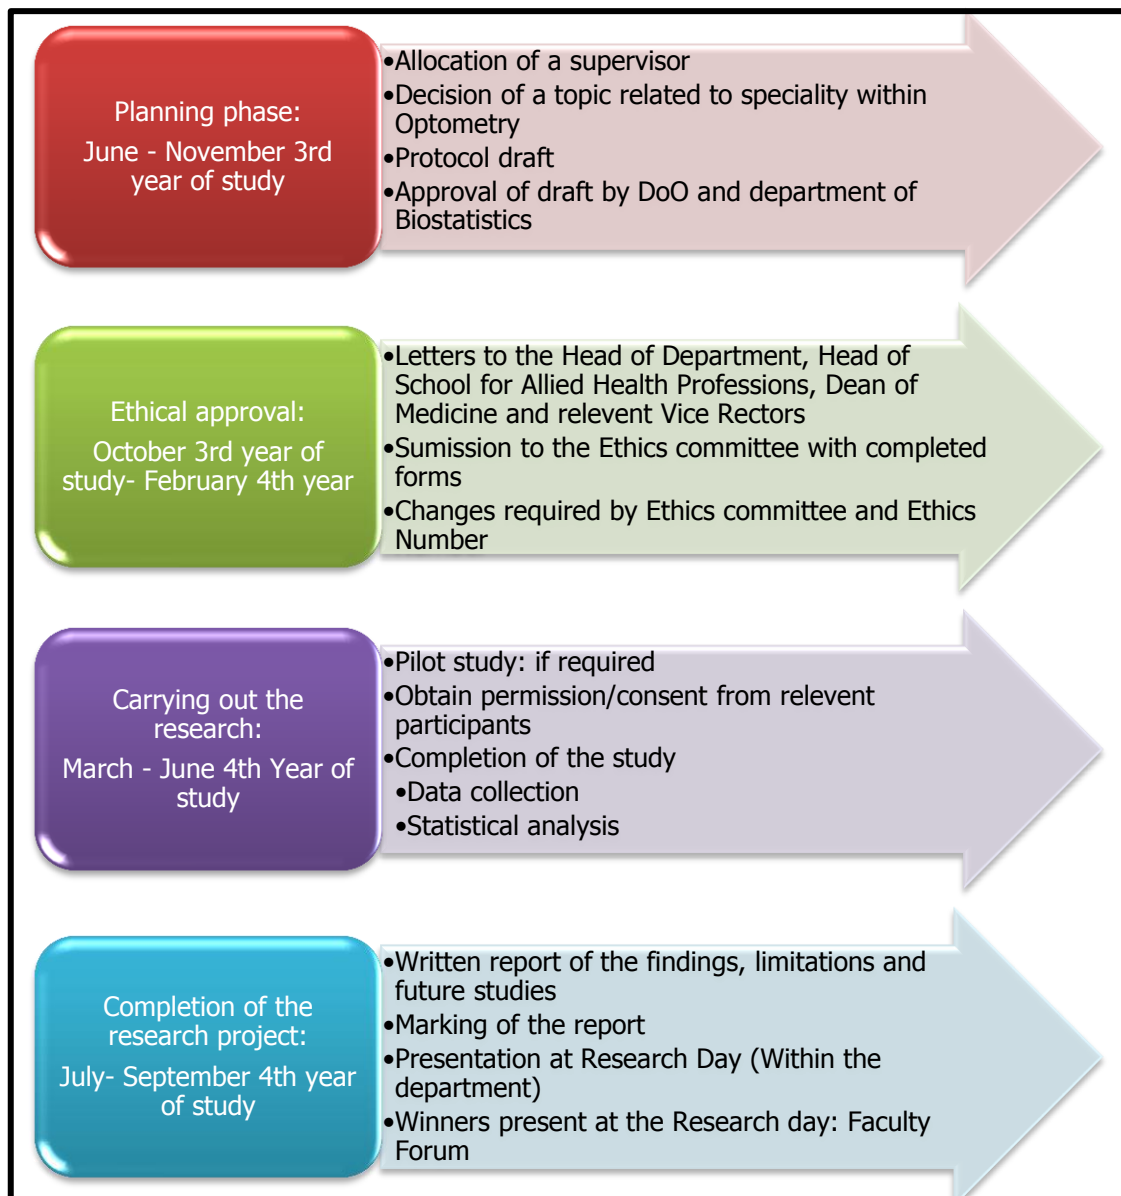 Planning phase:
June - November 3rd
year of study
•Allocation of a supervisor
•Decision of a topic related to speciality within
Optometry
•Protocol draft
•Approval of draft by DoO and department of
Biostatistics
Ethical approval:
October 3rd year of
study- February 4th year
•Letters to the Head of Department, Head of
School for Allied Health Professions, Dean of
Medicine and relevent Vice Rectors
•Sumission to the Ethics committee with completed
forms
•Changes required by Ethics committee and Ethics
Number
Carrying out the
research:
March - June 4th Year of
study
•Pilot study: if required
•Obtain permission/consent from relevent
participants
•Completion of the study
•Data collection
•Statistical analysis
Completion of the
research project:
July- September 4th year
of study
•Written report of the findings, limitations and
future studies
•Marking of the report
•Presentation at Research Day (Within the
department)
•Winners present at the Research day: Faculty
Forum